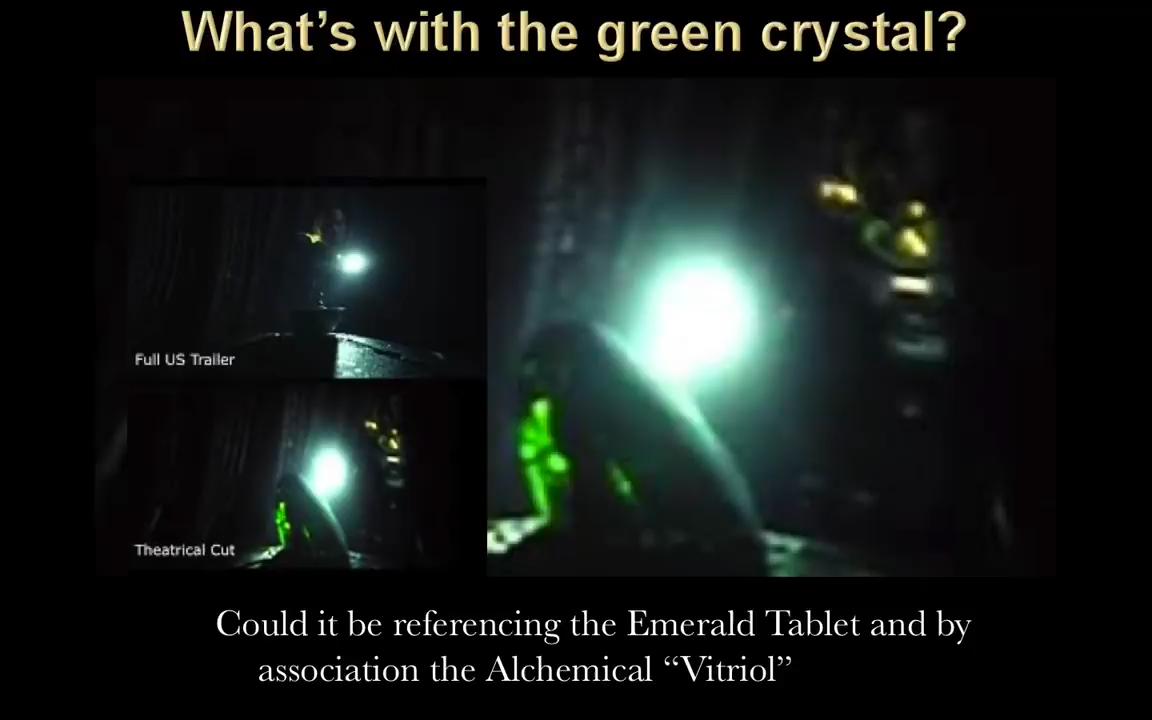 What's with the green crystal?
Full US Trailer
Theatrical Cut
Could it be referencing the Emerald Tablet and by
association the Alchemical “Vitriol”